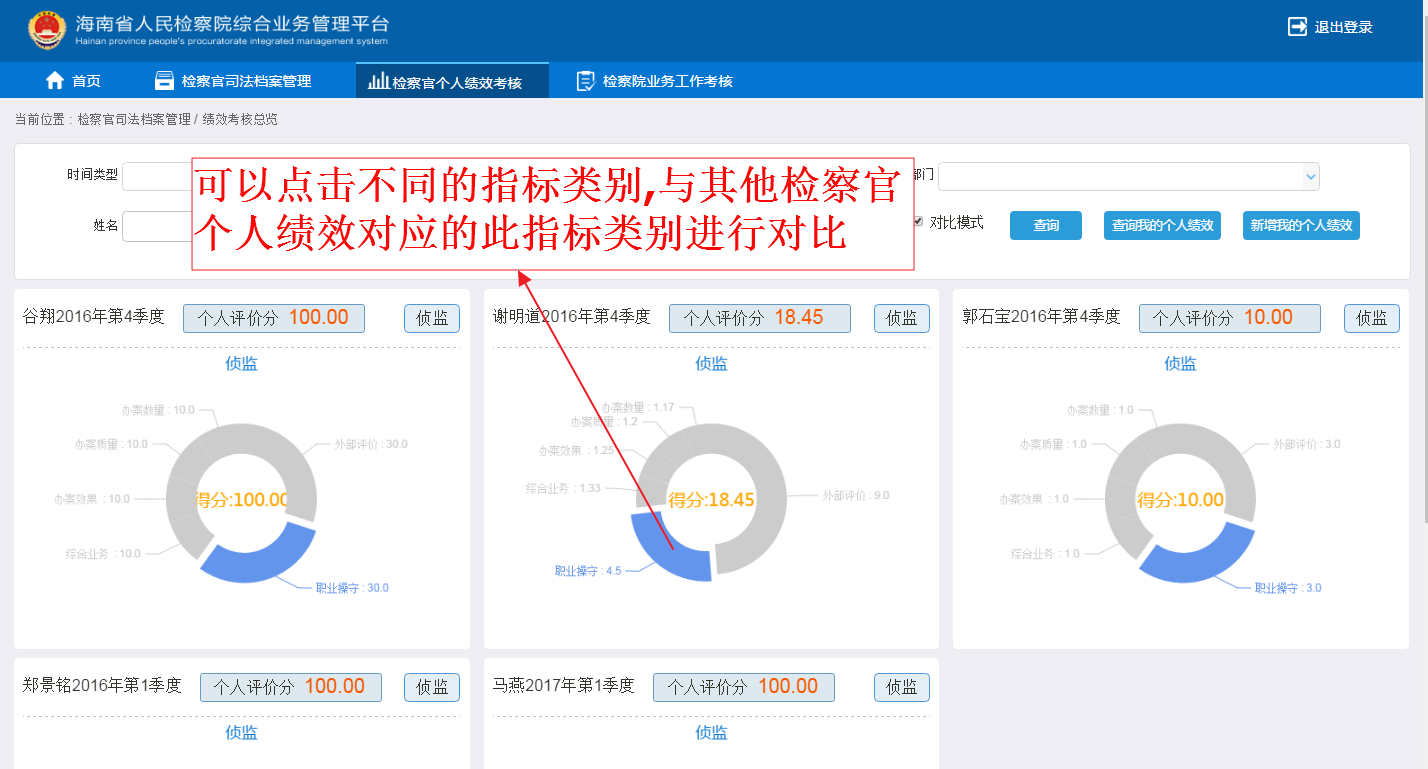 海南省人民检察院综合业务管理平台
Hainan province people's procuratorate integrated management system
退出登录
首页
检察官司法档案管理
检察官个人绩效考核
检察院业务工作考核
当前位置 : 检察官司法档案管理 / 绩效考核总览
时间类型
部门
可以点击不同的指标类别,与其他检察官
个人绩效对应的此指标类别进行对比
姓名
对比模式
查询
查询我的个人绩效
新增我的个人绩效
谷翔2016年第4季度
个人评价分 100.00
侦监
侦监
办案数量 : 10.0
办案质量 : 10.0
外部评价 : 30.0
办案效果 : 10.0
得分:100.00
综合业务 : 10.0
职业操守 : 30.0
谢明道2016年第4季度
个人评价分 18.45
侦监
侦监
办案数量 : 1.17
办案质量 : 1.2
办案效果 : 1.25
综合业务 : 1.33
外部评价 : 9.0
得分:18.45
职业操守 : 4.5
郭石宝2016年第4季度
个人评价分 10.00
侦监
侦监
办案数量 : 1.0
办案质量 : 1.0
外部评价 : 3.0
办案效果 : 1.0
得分:10.00
综合业务 : 1.0
职业操守 : 3.0
郑景铭2016年第1季度
个人评价分 100.00
侦监
侦监
马燕2017年第1季度
个人评价分 100.00
侦监
侦监